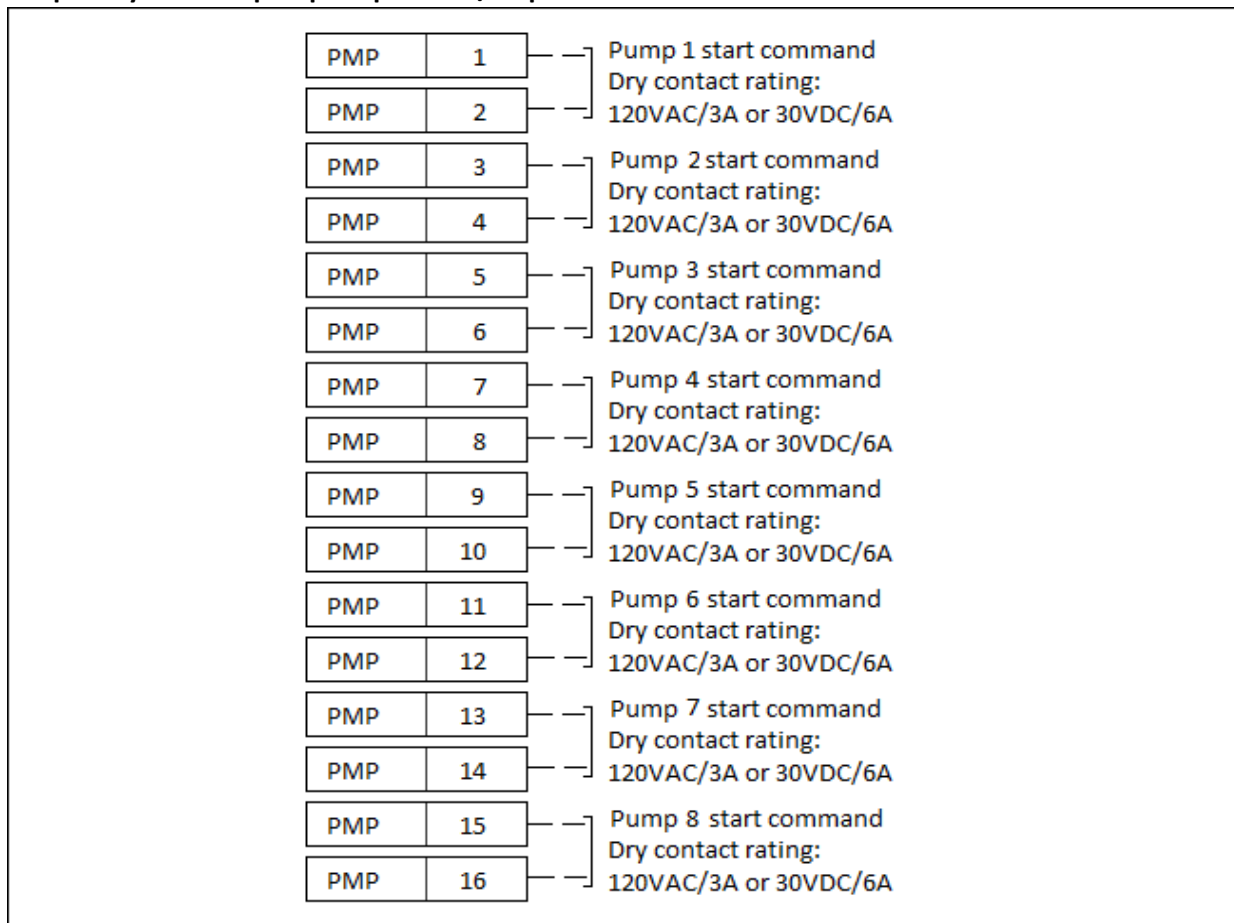 PMP 1
PMP 2
Pump 1 start command
Dry contact rating:
120VAC/3A or 30VDC/6A
PMP 3
PMP 4
Pump 2 start command
Dry contact rating:
120VAC/3A or 30VDC/6A
PMP 5
PMP 6
Pump 3 start command
Dry contact rating:
120VAC/3A or 30VDC/6A
PMP 7
PMP 8
Pump 4 start command
Dry contact rating:
120VAC/3A or 30VDC/6A
PMP 9
PMP 10
Pump 5 start command
Dry contact rating:
120VAC/3A or 30VDC/6A
PMP 11
PMP 12
Pump 6 start command
Dry contact rating:
120VAC/3A or 30VDC/6A
PMP 13
PMP 14
Pump 7 start command
Dry contact rating:
120VAC/3A or 30VDC/6A
PMP 15
PMP 16
Pump 8 start command
Dry contact rating:
120VAC/3A or 30VDC/6A